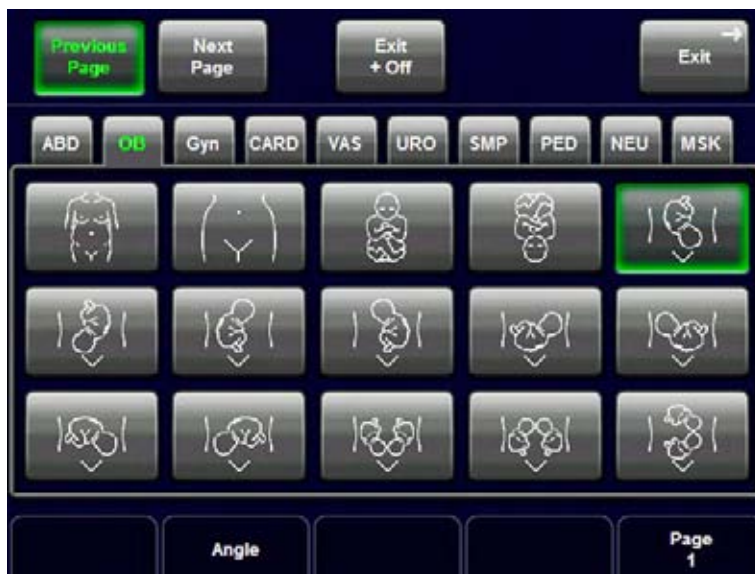 Previous
Page
Next
Page
Exit
+ Off
Exit
ABD OB Gyn CARD VAS URO SMP PED NEU MSK
Angle
Page
1